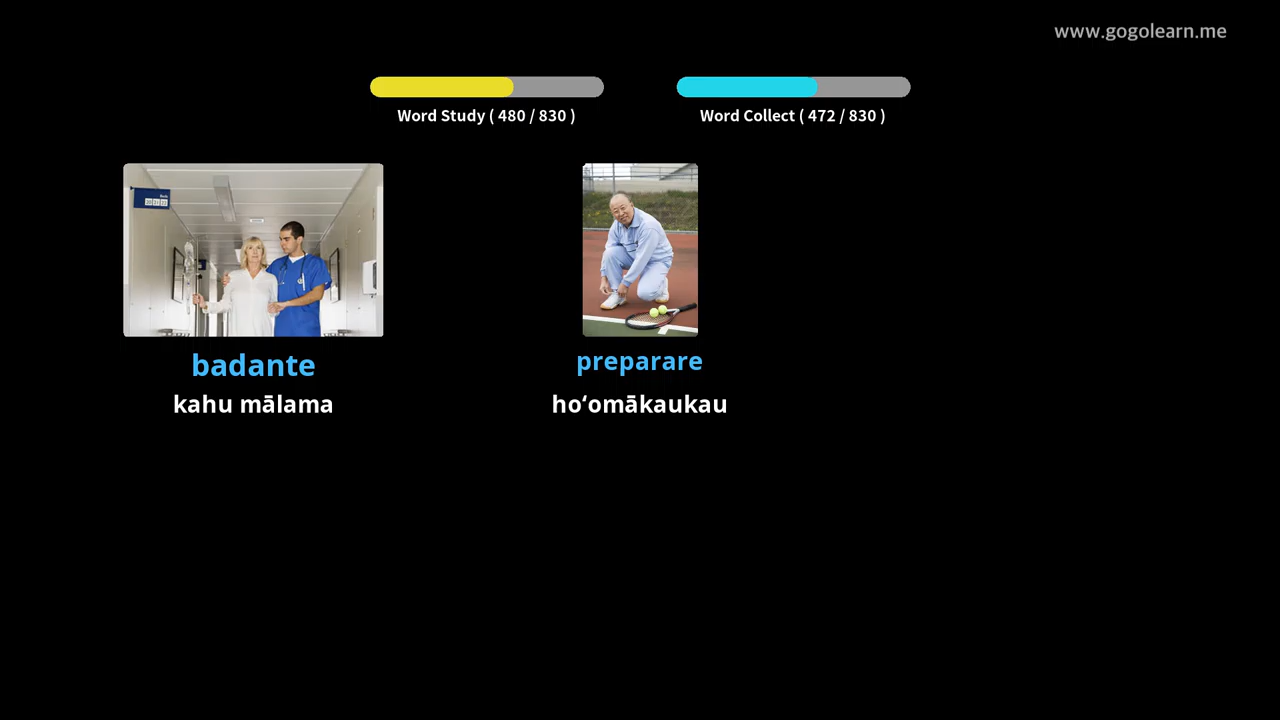 www.gogolearn.me
Word Study ( 480 / 830 )
Word Collect ( 472 / 830 )
badante
preparare
kahu mālama
hoʻomākaukau